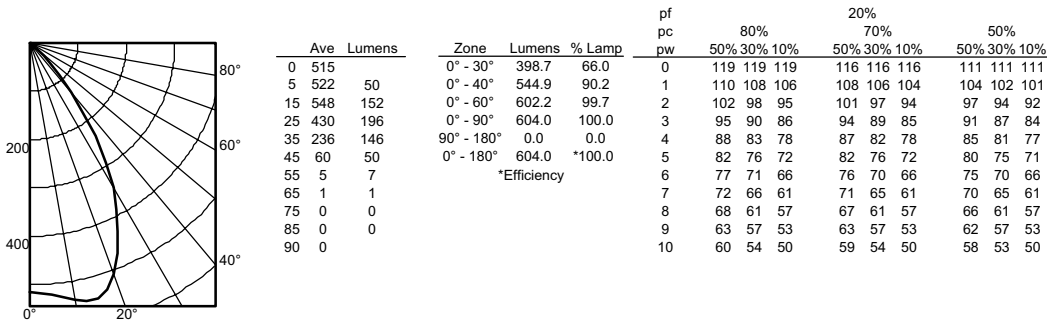 80°
60°
40°
20°
0°
200
400
Ave Lumens
0 515
5 522 50
15 548 152
25 430 196
35 236 146
45 60 50
55 5 7
65 1 1
75 0 0
85 0 0
90 0
Zone Lumens % Lamp
0° - 30° 398.7 66.0
0° - 40° 544.9 90.2
0° - 60° 602.2 99.7
0° - 90° 604.0 100.0
90° - 180° 0.0 0.0
0° - 180° 604.0 *100.0
*Efficiency
pf 20%
pc 80% 70% 50%
pw 50% 30% 10% 50% 30% 10% 50% 30% 10%
0 119 119 119 116 116 116 111 111 111
1 110 108 106 108 106 104 104 102 101
2 102 98 95 101 97 94 97 94 92
3 95 90 86 94 89 85 91 87 84
4 88 83 78 87 82 78 85 81 77
5 82 76 72 82 76 72 80 75 71
6 77 71 66 76 70 66 75 70 66
7 72 66 61 71 65 61 70 65 61
8 68 61 57 67 61 57 66 61 57
9 63 57 53 63 57 53 62 57 53
10 60 54 50 59 54 50 58 53 50